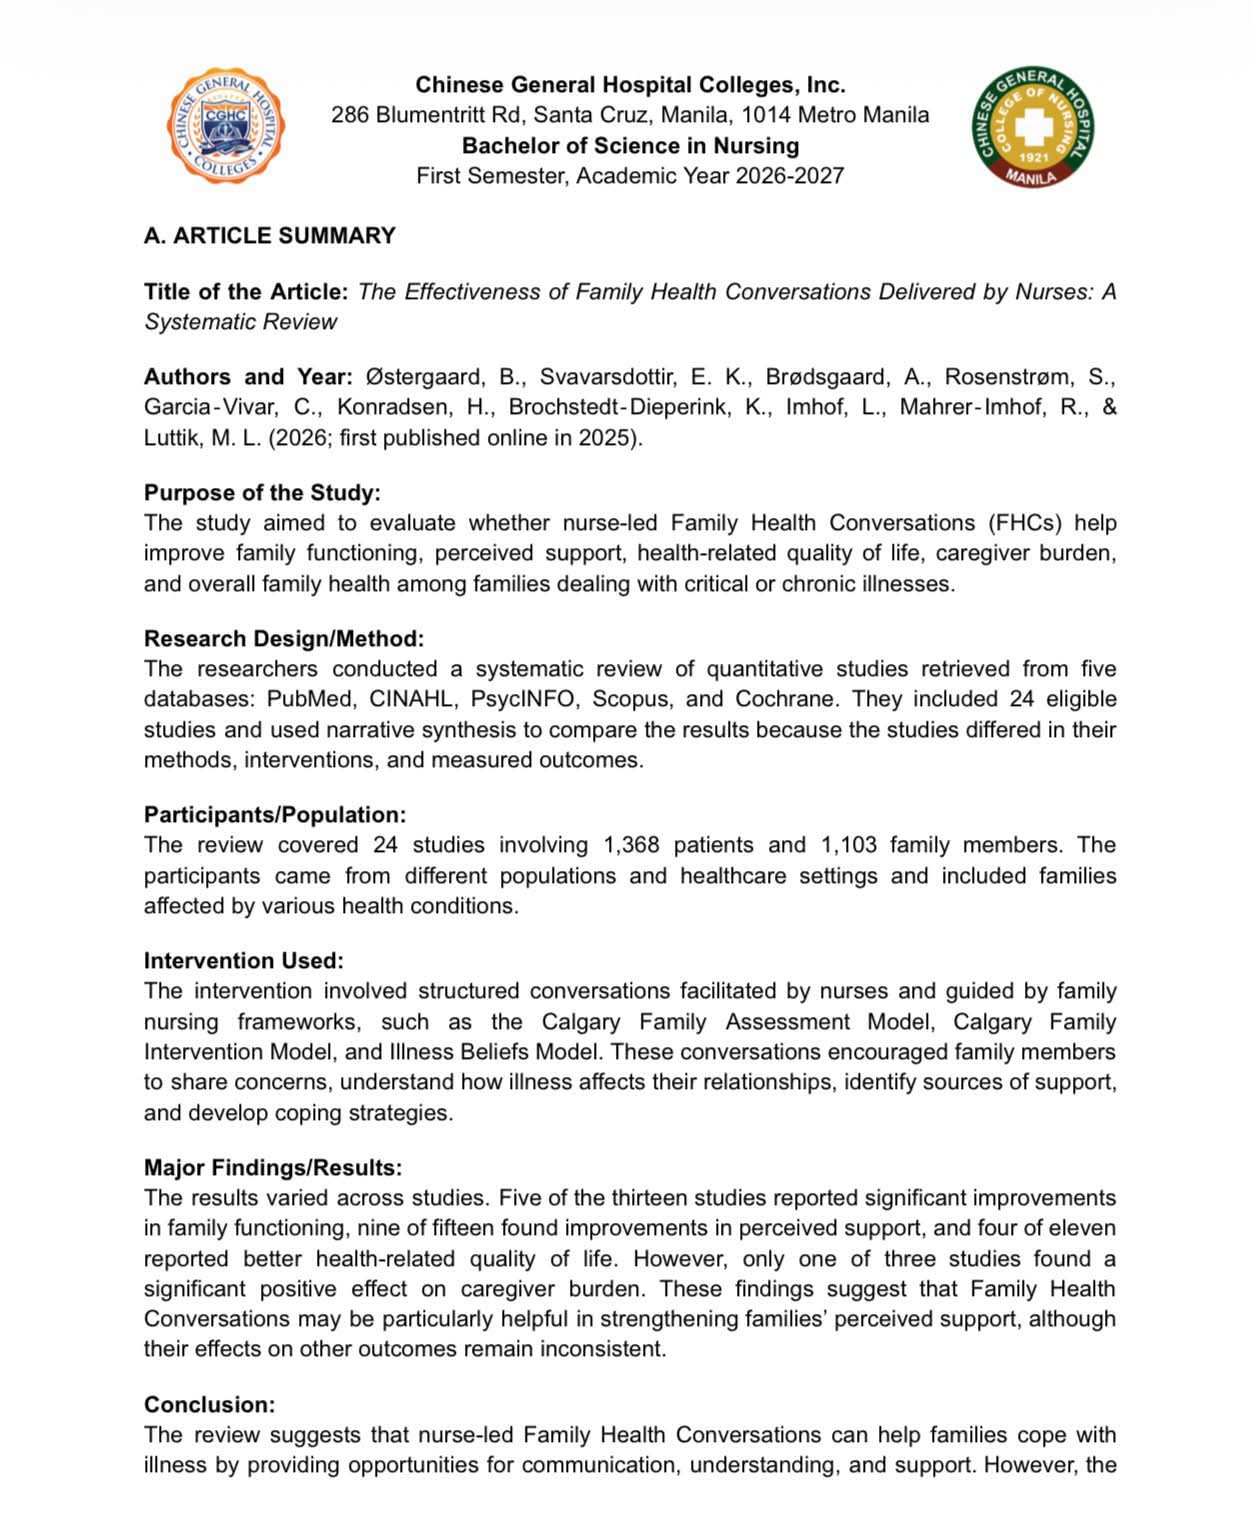 CHINESE GENERAL HOSPITAL
CGHC
COLLEGES
Chinese General Hospital Colleges, Inc.
286 Blumentritt Rd, Santa Cruz, Manila, 1014 Metro Manila
Bachelor of Science in Nursing
First Semester, Academic Year 2026-2027
CHINESE GENERAL HOSPITAL
COLLEGE OF NURSING
1921
MANILA
A. ARTICLE SUMMARY
Title of the Article: The Effectiveness of Family Health Conversations Delivered by Nurses: A
Systematic Review
Authors and Year: Østergaard, B., Svavarsdottir, E. K., Brødsgaard, A., Rosenstrøm, S.,
Garcia-Vivar, C., Konradsen, H., Brochstedt-Dieperink, K., Imhof, L., Mahrer-Imhof, R., &
Luttik, M. L. (2026; first published online in 2025).
Purpose of the Study:
The study aimed to evaluate whether nurse-led Family Health Conversations (FHCs) help
improve family functioning, perceived support, health-related quality of life, caregiver burden,
and overall family health among families dealing with critical or chronic illnesses.
Research Design/Method:
The researchers conducted a systematic review of quantitative studies retrieved from five
databases: PubMed, CINAHL, PsycINFO, Scopus, and Cochrane. They included 24 eligible
studies and used narrative synthesis to compare the results because the studies differed in their
methods, interventions, and measured outcomes.
Participants/Population:
The review covered 24 studies involving 1,368 patients and 1,103 family members. The
participants came from different populations and healthcare settings and included families
affected by various health conditions.
Intervention Used:
The intervention involved structured conversations facilitated by nurses and guided by family
nursing frameworks, such as the Calgary Family Assessment Model, Calgary Family
Intervention Model, and Illness Beliefs Model. These conversations encouraged family members
to share concerns, understand how illness affects their relationships, identify sources of support,
and develop coping strategies.
Major Findings/Results:
The results varied across studies. Five of the thirteen studies reported significant improvements
in family functioning, nine of fifteen found improvements in perceived support, and four of eleven
reported better health-related quality of life. However, only one of three studies found a
significant positive effect on caregiver burden. These findings suggest that Family Health
Conversations may be particularly helpful in strengthening families’ perceived support, although
their effects on other outcomes remain inconsistent.
Conclusion:
The review suggests that nurse-led Family Health Conversations can help families cope with
illness by providing opportunities for communication, understanding, and support. However, the